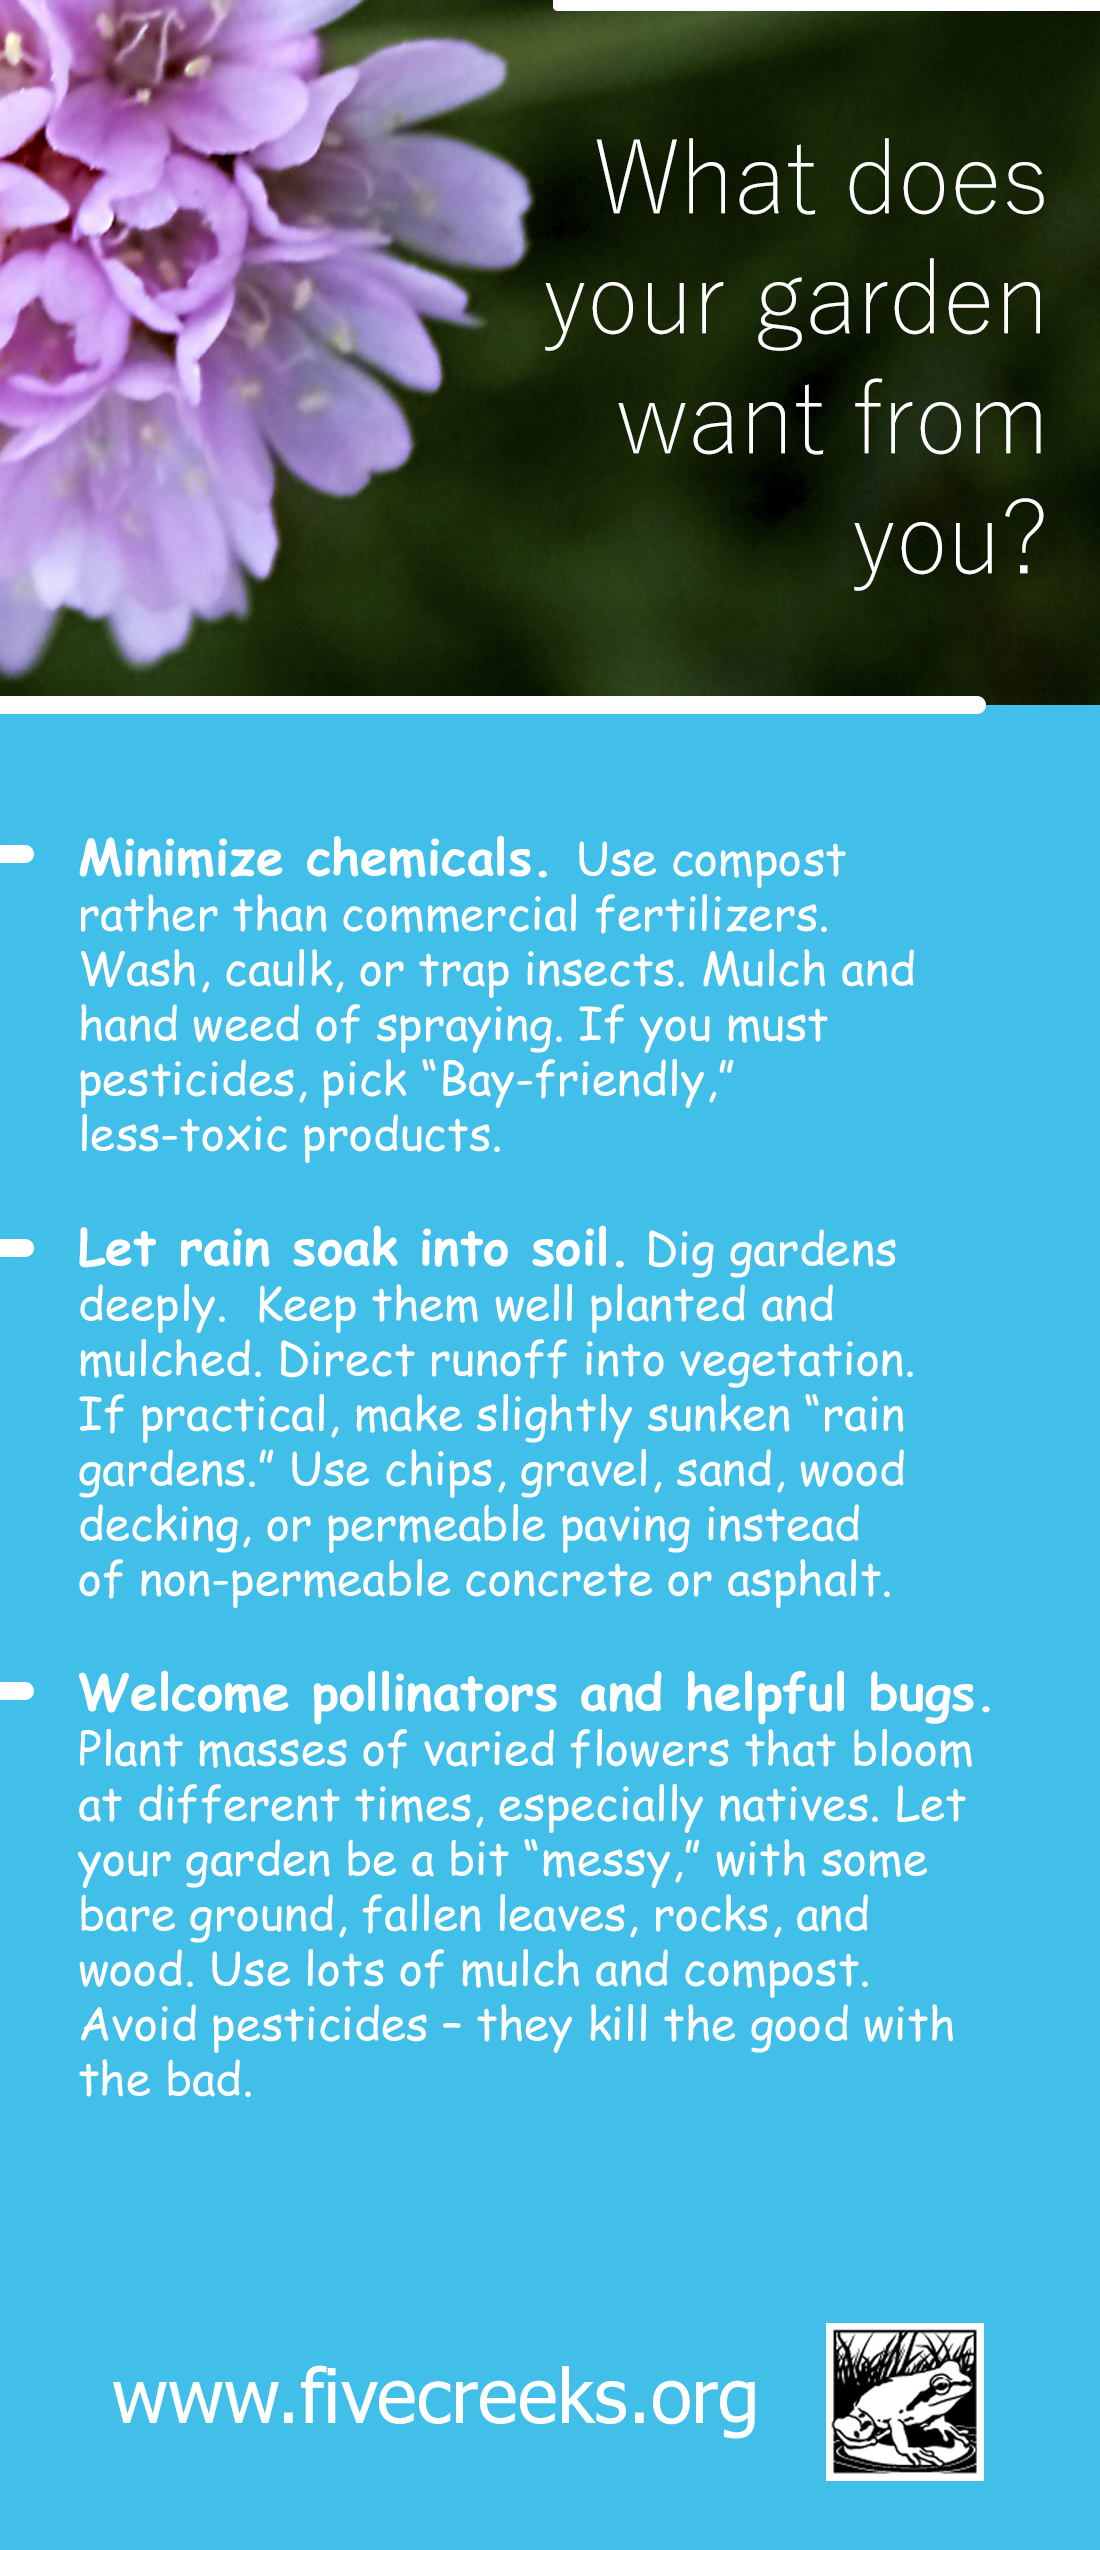 What does
your garden
want from
you?
Minimize chemicals. Use compost
rather than commercial fertilizers.
Wash, caulk, or trap insects. Mulch and
hand weed of spraying. If you must
pesticides, pick “Bay-friendly,”
less-toxic products.
Let rain soak into soil. Dig gardens
deeply.  Keep them well planted and
mulched. Direct runoff into vegetation.
If practical, make slightly sunken “rain
gardens.” Use chips, gravel, sand, wood
decking, or permeable paving instead
of non-permeable concrete or asphalt.
Welcome pollinators and helpful bugs.
Plant masses of varied flowers that bloom
at different times, especially natives. Let
your garden be a bit “messy,” with some
bare ground, fallen leaves, rocks, and
wood. Use lots of mulch and compost.
Avoid pesticides – they kill the good with
the bad.
www.fivecreeks.org